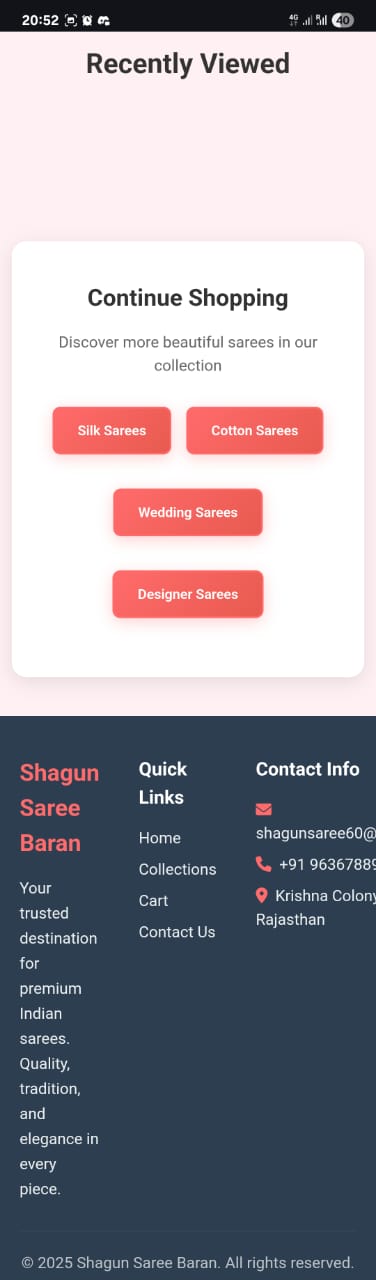 20:52
4G
R
40
Recently Viewed
Continue Shopping
Discover more beautiful sarees in our
collection
Silk Sarees
Cotton Sarees
Wedding Sarees
Designer Sarees
Shagun
Saree
Baran
Your
trusted
destination
for
premium
Indian
sarees.
Quality,
tradition,
and
elegance in
every
piece.
Quick
Links
Home
Collections
Cart
Contact Us
Contact Info
shagunsaree60@
+91 96367889
Krishna Colony
Rajasthan
© 2025 Shagun Saree Baran. All rights reserved.